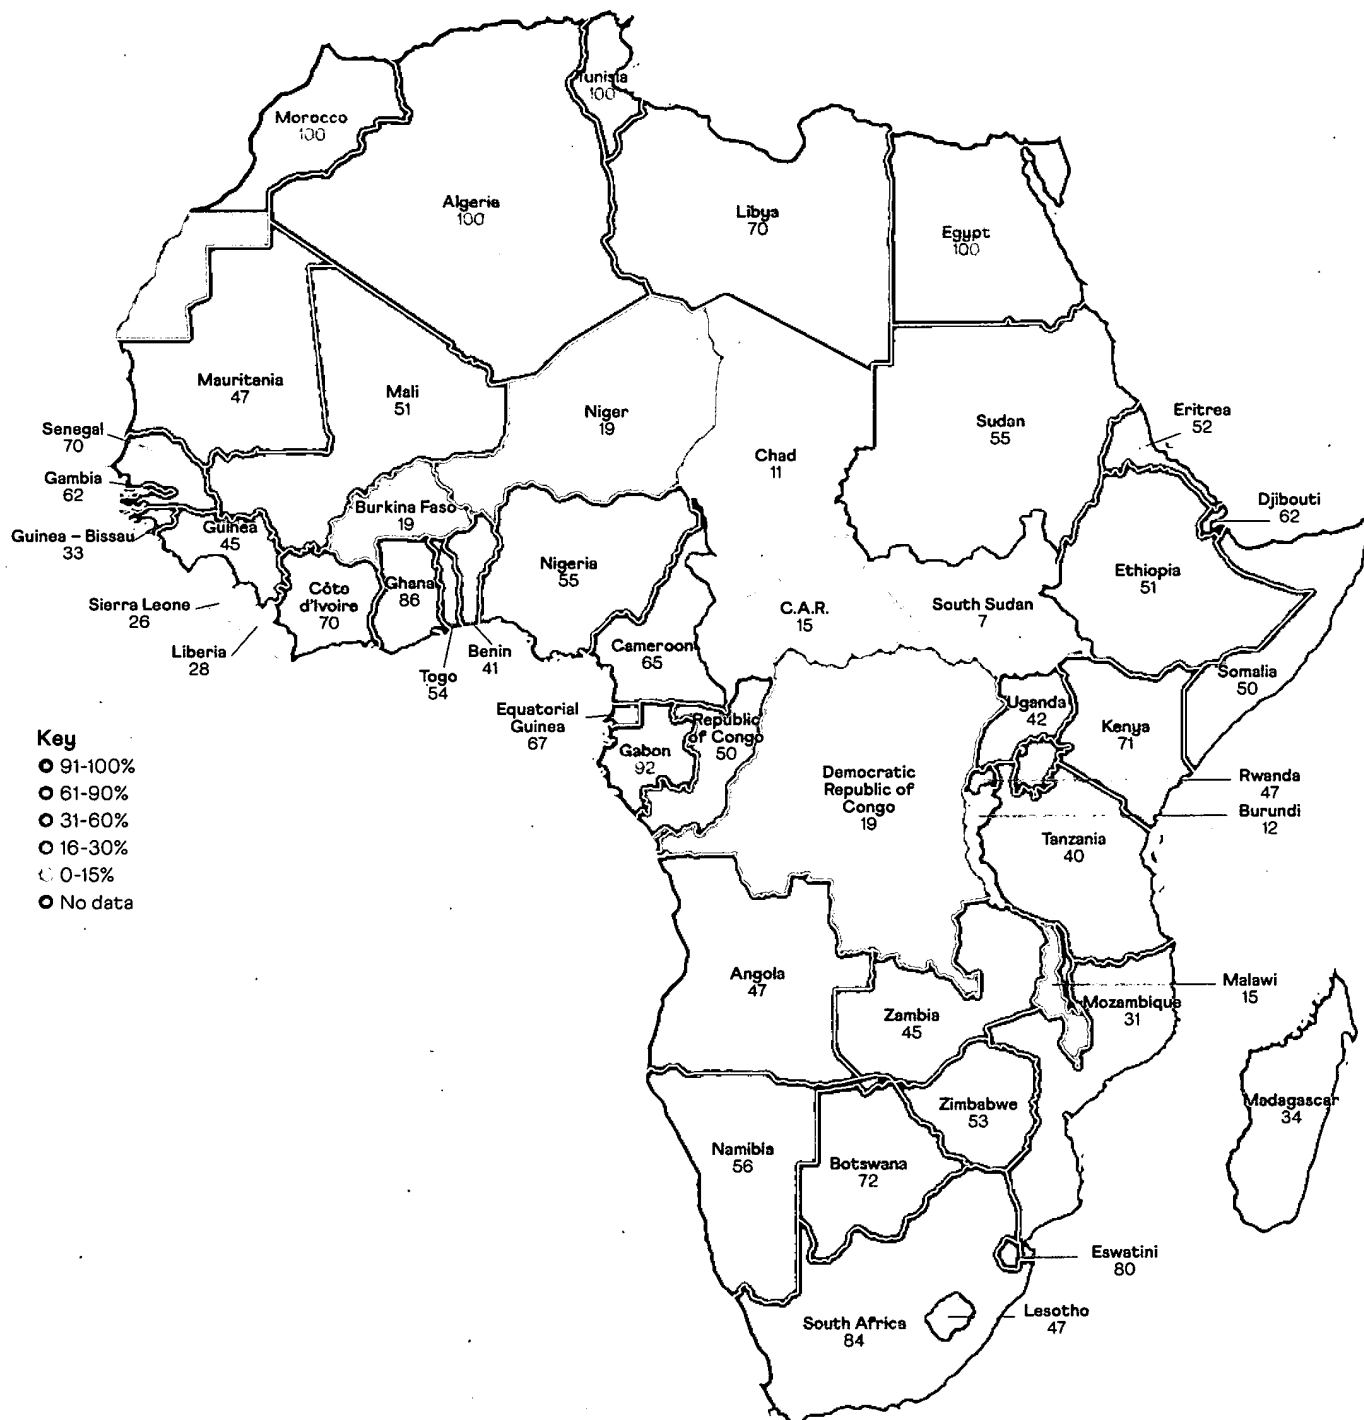 Tunisia
100
Morocco
100
Algeria
100
Libya
70
Egypt
100
Mauritania
47
Mali
51
Niger
19
Chad
11
Sudan
55
Eritrea
52
Senegal
70
Gambia
62
Guinea – Bissau
33
Guinea
45
Burkina Faso
19
Djibouti
62
Sierra Leone
26
Liberia
28
Côte
d'Ivoire
70
Ghana
86
Togo
54
Benin
41
Nigeria
55
Cameroon
65
C.A.R.
15
South Sudan
7
Ethiopia
51
Somalia
50
Equatorial
Guinea
67
Gabon
92
Republic
of Congo
50
Democratic
Republic of
Congo
19
Uganda
42
Kenya
71
Rwanda
47
Burundi
12
Tanzania
40
Key
91-100%
61-90%
31-60%
16-30%
0-15%
No data
Angola
47
Zambia
45
Malawi
15
Mozambique
31
Madagascar
34
Zimbabwe
53
Namibia
56
Botswana
72
Eswatini
80
South Africa
84
Lesotho
47